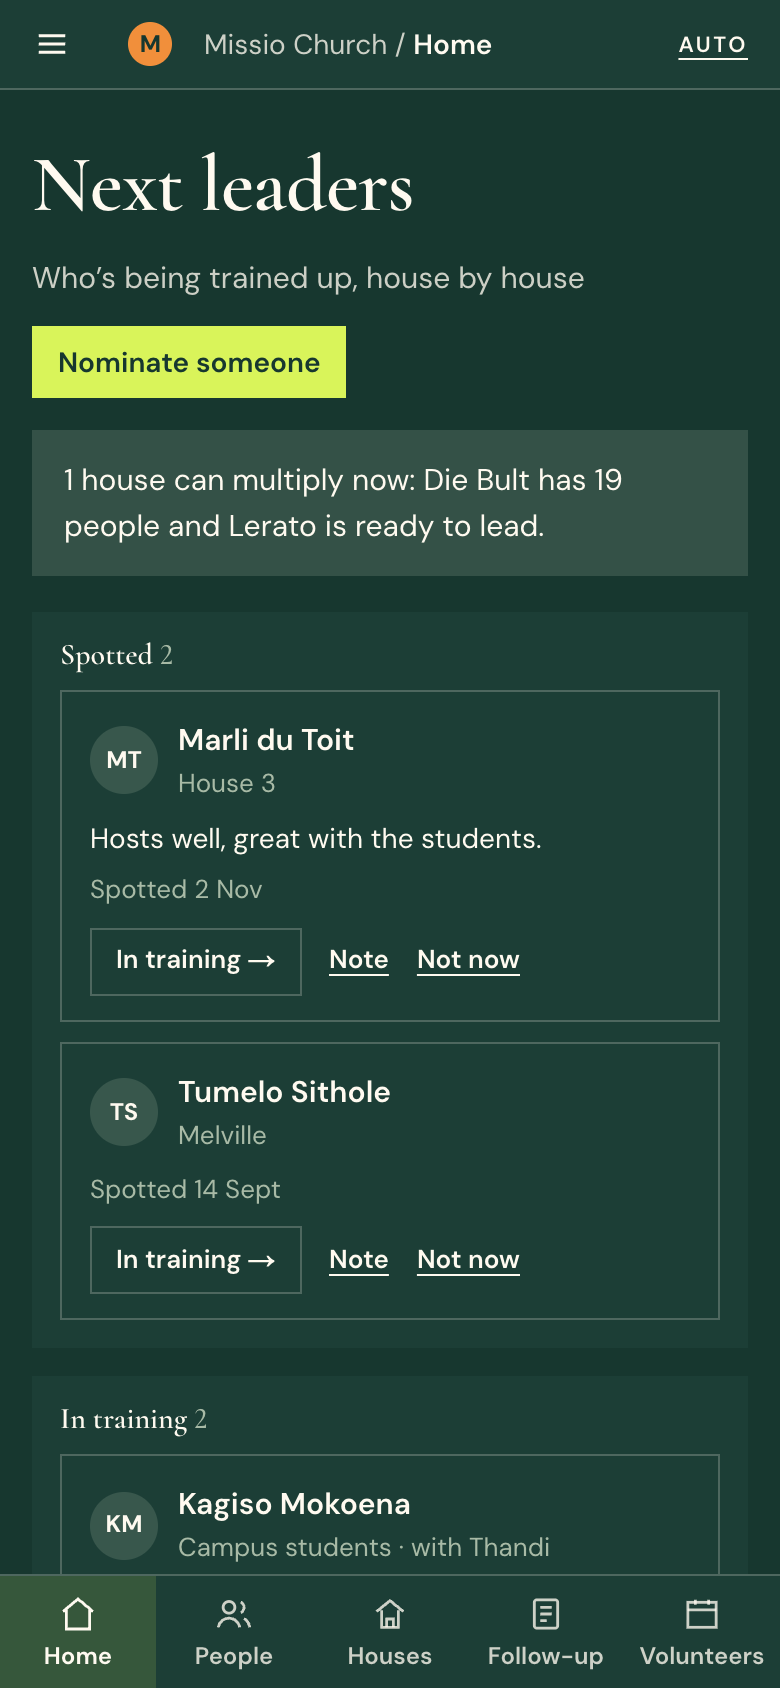 M
Missio Church / Home
AUTO
Next leaders
Who’s being trained up, house by house
Nominate someone
1 house can multiply now: Die Bult has 19
people and Lerato is ready to lead.
Spotted 2
MT
Marli du Toit
House 3
Hosts well, great with the students.
Spotted 2 Nov
In training →
Note
Not now
TS
Tumelo Sithole
Melville
Spotted 14 Sept
In training →
Note
Not now
In training 2
KM
Kagiso Mokoena
Campus students · with Thandi
Home
People
Houses
Follow-up
Volunteers